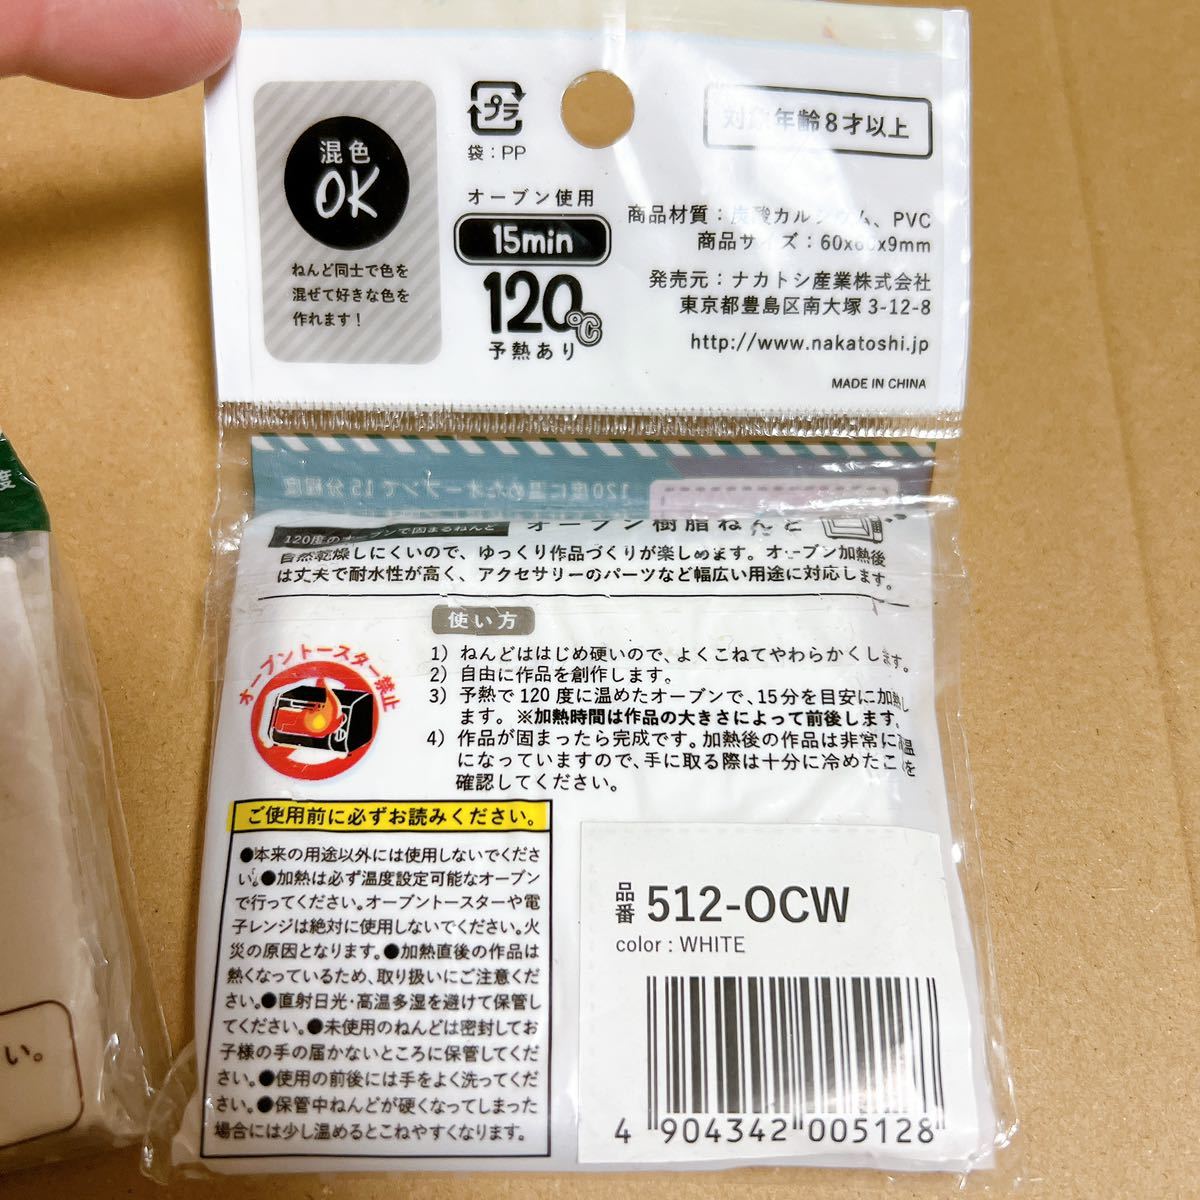 混色
OK
ねんど同士で色を
混ぜて好きな色を
作れます!
プラ
袋:PP
オーブン使用
15min
120℃
予熱あり
対象年齢8才以上
商品材質:炭酸カルシウム、PVC
商品サイズ:60x60x9mm
発売元:ナカトシ産業株式会社
東京都豊島区南大塚3-12-8
http://www.nakatoshi.jp
MADE IN CHINA
120度に温めたオーブンで15分程度
120度のオーブンで固まるねんど オーブン樹脂ねんど
自然乾燥しにくいので、ゆっくり作品づくりが楽しめます。オーブン加熱後
は丈夫で耐水性が高く、アクセサリーのパーツなど幅広い用途に対応します。
使い方
オーブントースター禁止
1) ねんどははじめ硬いので、よくこねてやわらかくします。
2) 自由に作品を創作します。
3) 予熱で120度に温めたオーブンで、15分を目安に加熱し
ます。※加熱時間は作品の大きさによって前後します。
4) 作品が固まったら完成です。加熱後の作品は非常に高温
になっていますので、手に取る際は十分に冷めたことを
確認してください。
ご使用前に必ずお読みください。
●本来の用途以外には使用しないでくださ
い。●加熱は必ず温度設定可能なオーブン
で行ってください。オーブントースターや電
子レンジは絶対に使用しないでください。火
災の原因となります。●加熱直後の作品は
熱くなっているため、取り扱いにご注意くだ
さい。●直射日光・高温多湿を避けて保管し
てください。●未使用のねんどは密封してお
子様の手の届かないところに保管してくだ
さい。●使用の前後には手をよく洗ってくだ
さい。●保管中ねんどが硬くなってしまった
場合には少し温めるとこねやすくなります。
品番 512-OCW
color : WHITE
4 904342 005128
度
い。